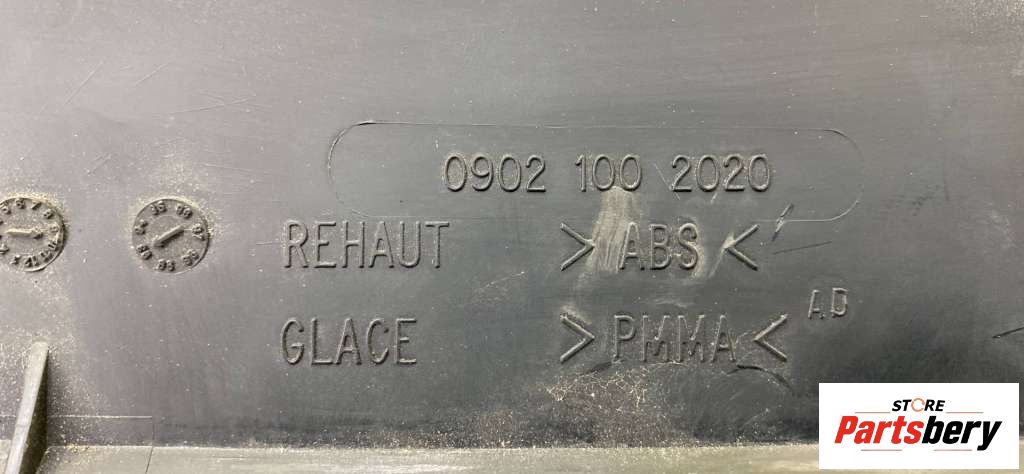 0902 100 2020
REHAUT >ABS<
GLACE >PMMA< AD
STORE
Partsbery